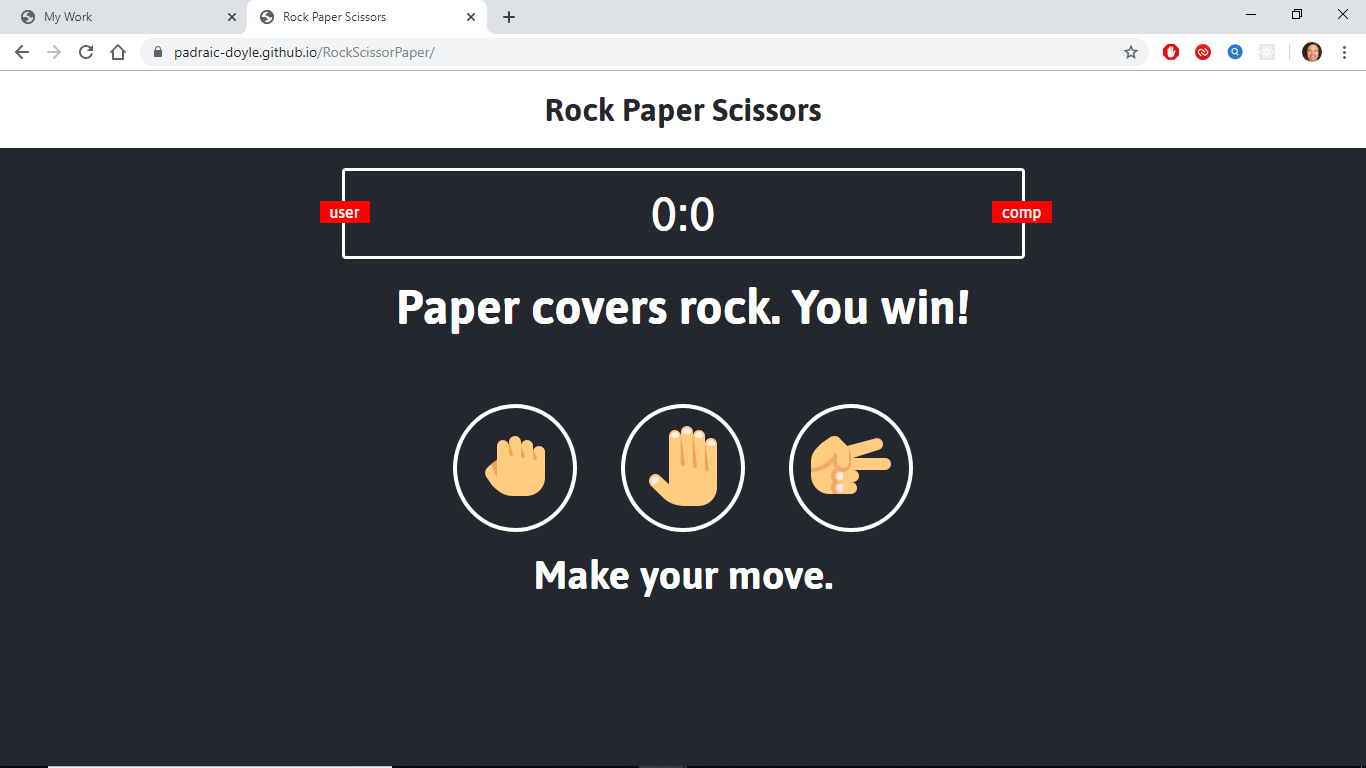 My Work
Rock Paper Scissors
padraic-doyle.github.io/RockScissorPaper/
Rock Paper Scissors
user
0:0
comp
Paper covers rock. You win!
Make your move.